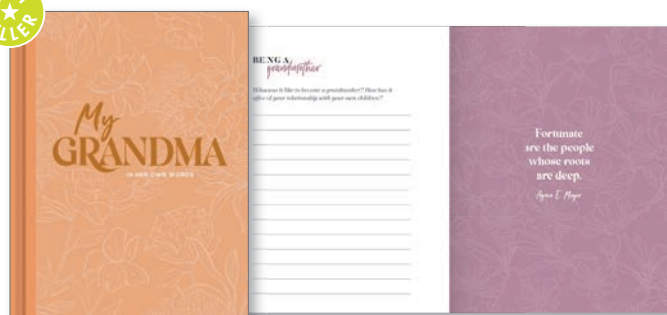 LLER
My
GRANDMA
IN HER OWN WORDS
BEING A
grandmother
What was it like to become a grandmother? How has it
of your relationship with your own children?
Fortunate
are the people
whose roots
are deep.
Agnes E. Meyer